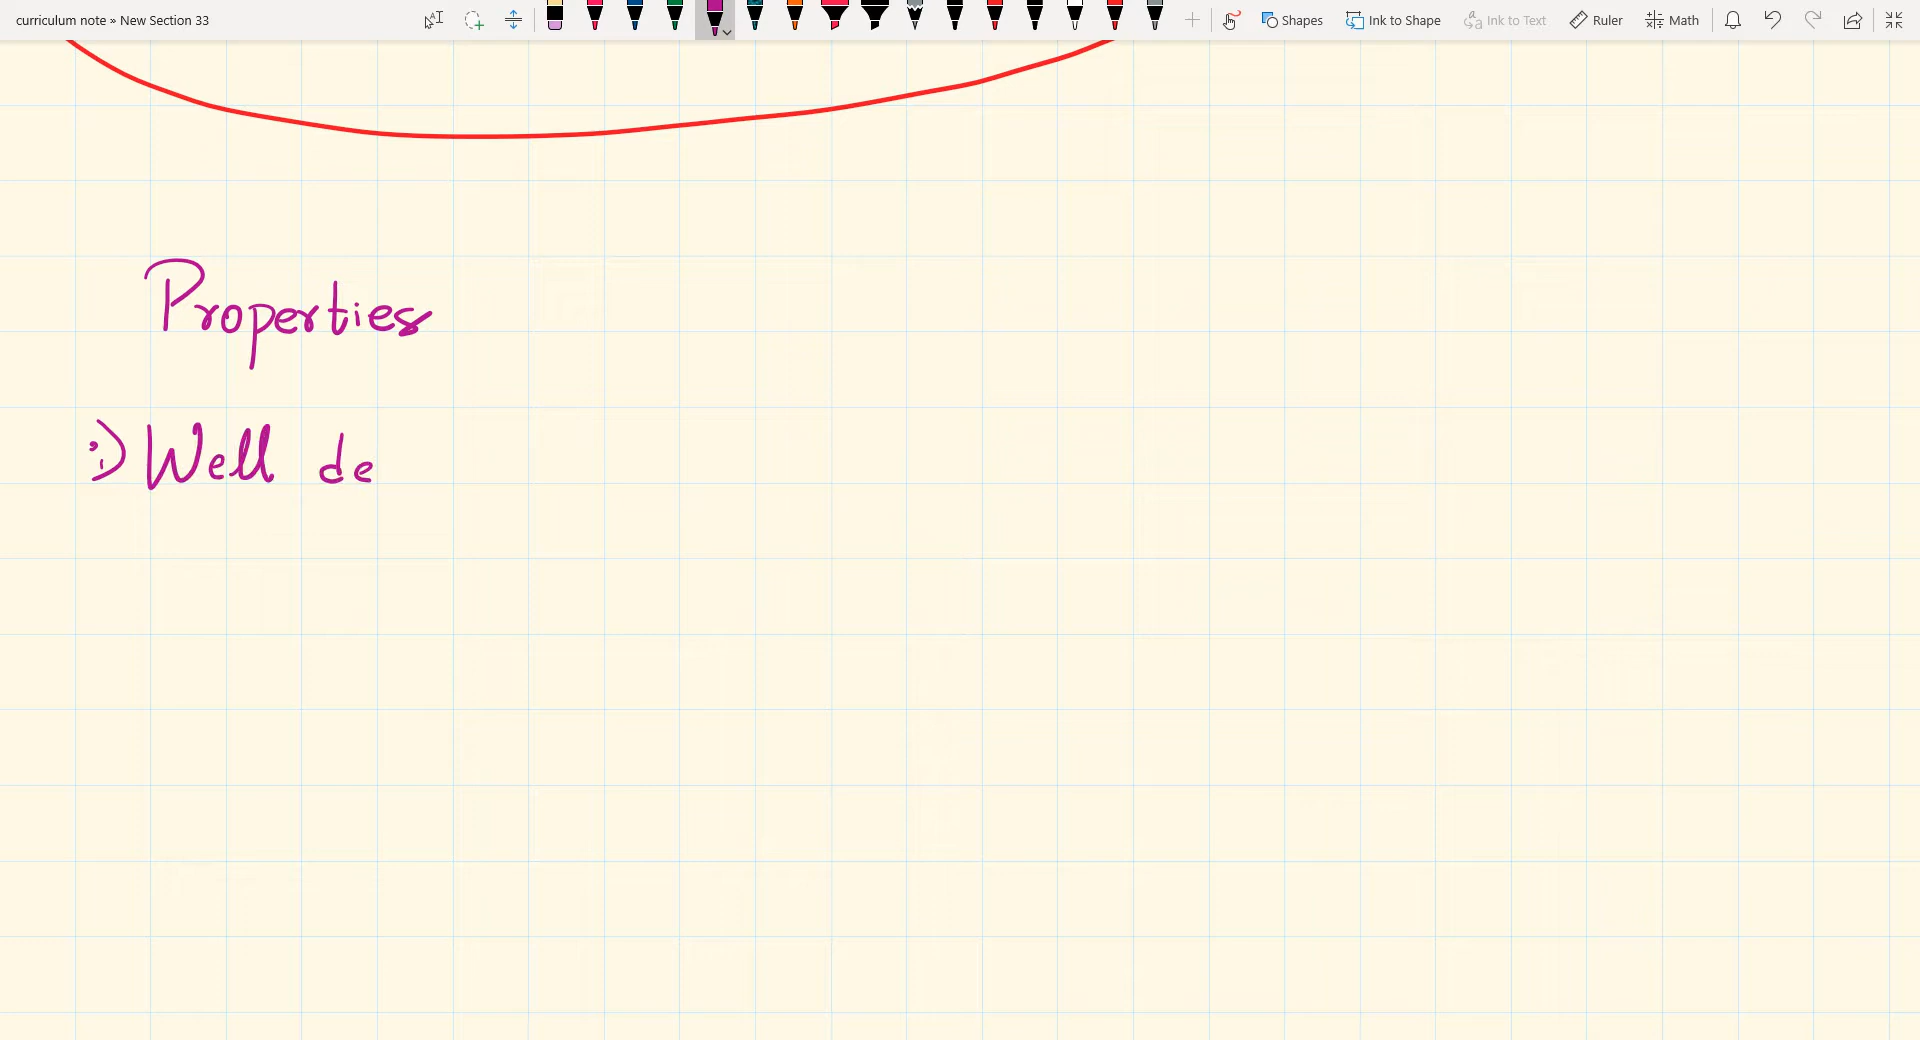 curriculum note » New Section 33
Shapes
Ink to Shape
Ink to Text
Ruler
Math
Properties
i) Well de